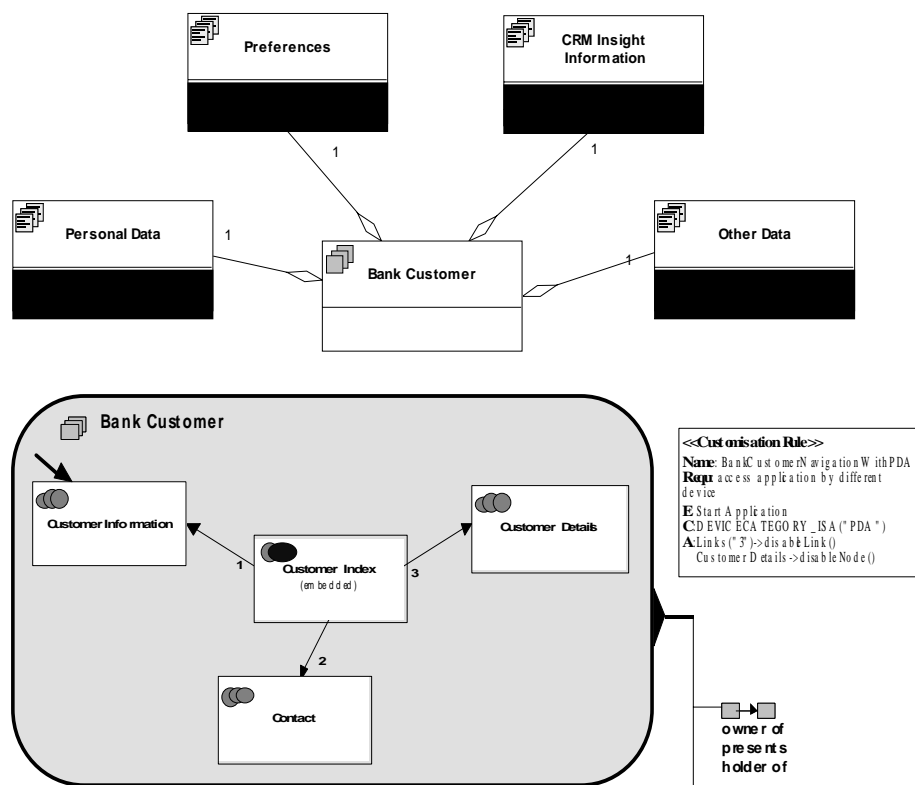 Preferences
CRM Insight
Information
1
1
Personal Data
1
Bank Customer
1
Other Data
Bank Customer
Customer Information
1
Customer Index
(embedded)
3
Customer Details
2
Contact
<<Customisation Rule>>
Name: BankCustomerNavigationWithPDA
Requ: access application by different
device
E: Start Application
C:DEVICECATEGORY_ISA("PDA")
A:Links("3")->disableLink()
Customer Details->disableNode()
owner of
presents
holder of